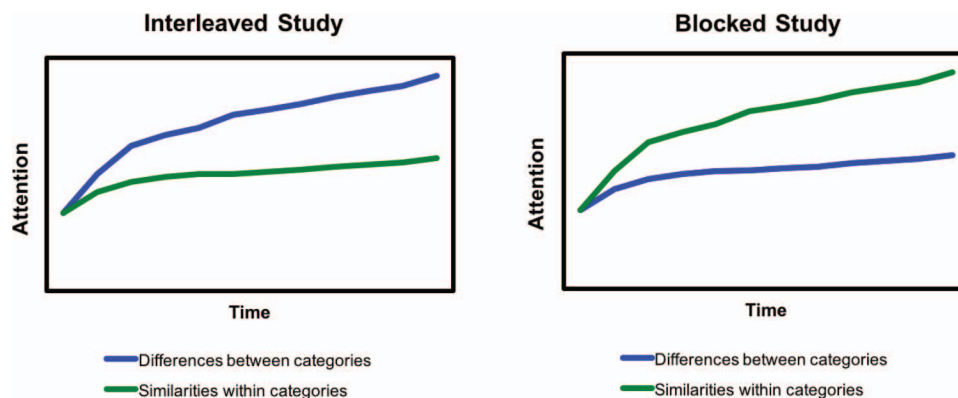 Interleaved Study
Attention
Time
Differences between categories
Similarities within categories
Blocked Study
Attention
Time
Differences between categories
Similarities within categories